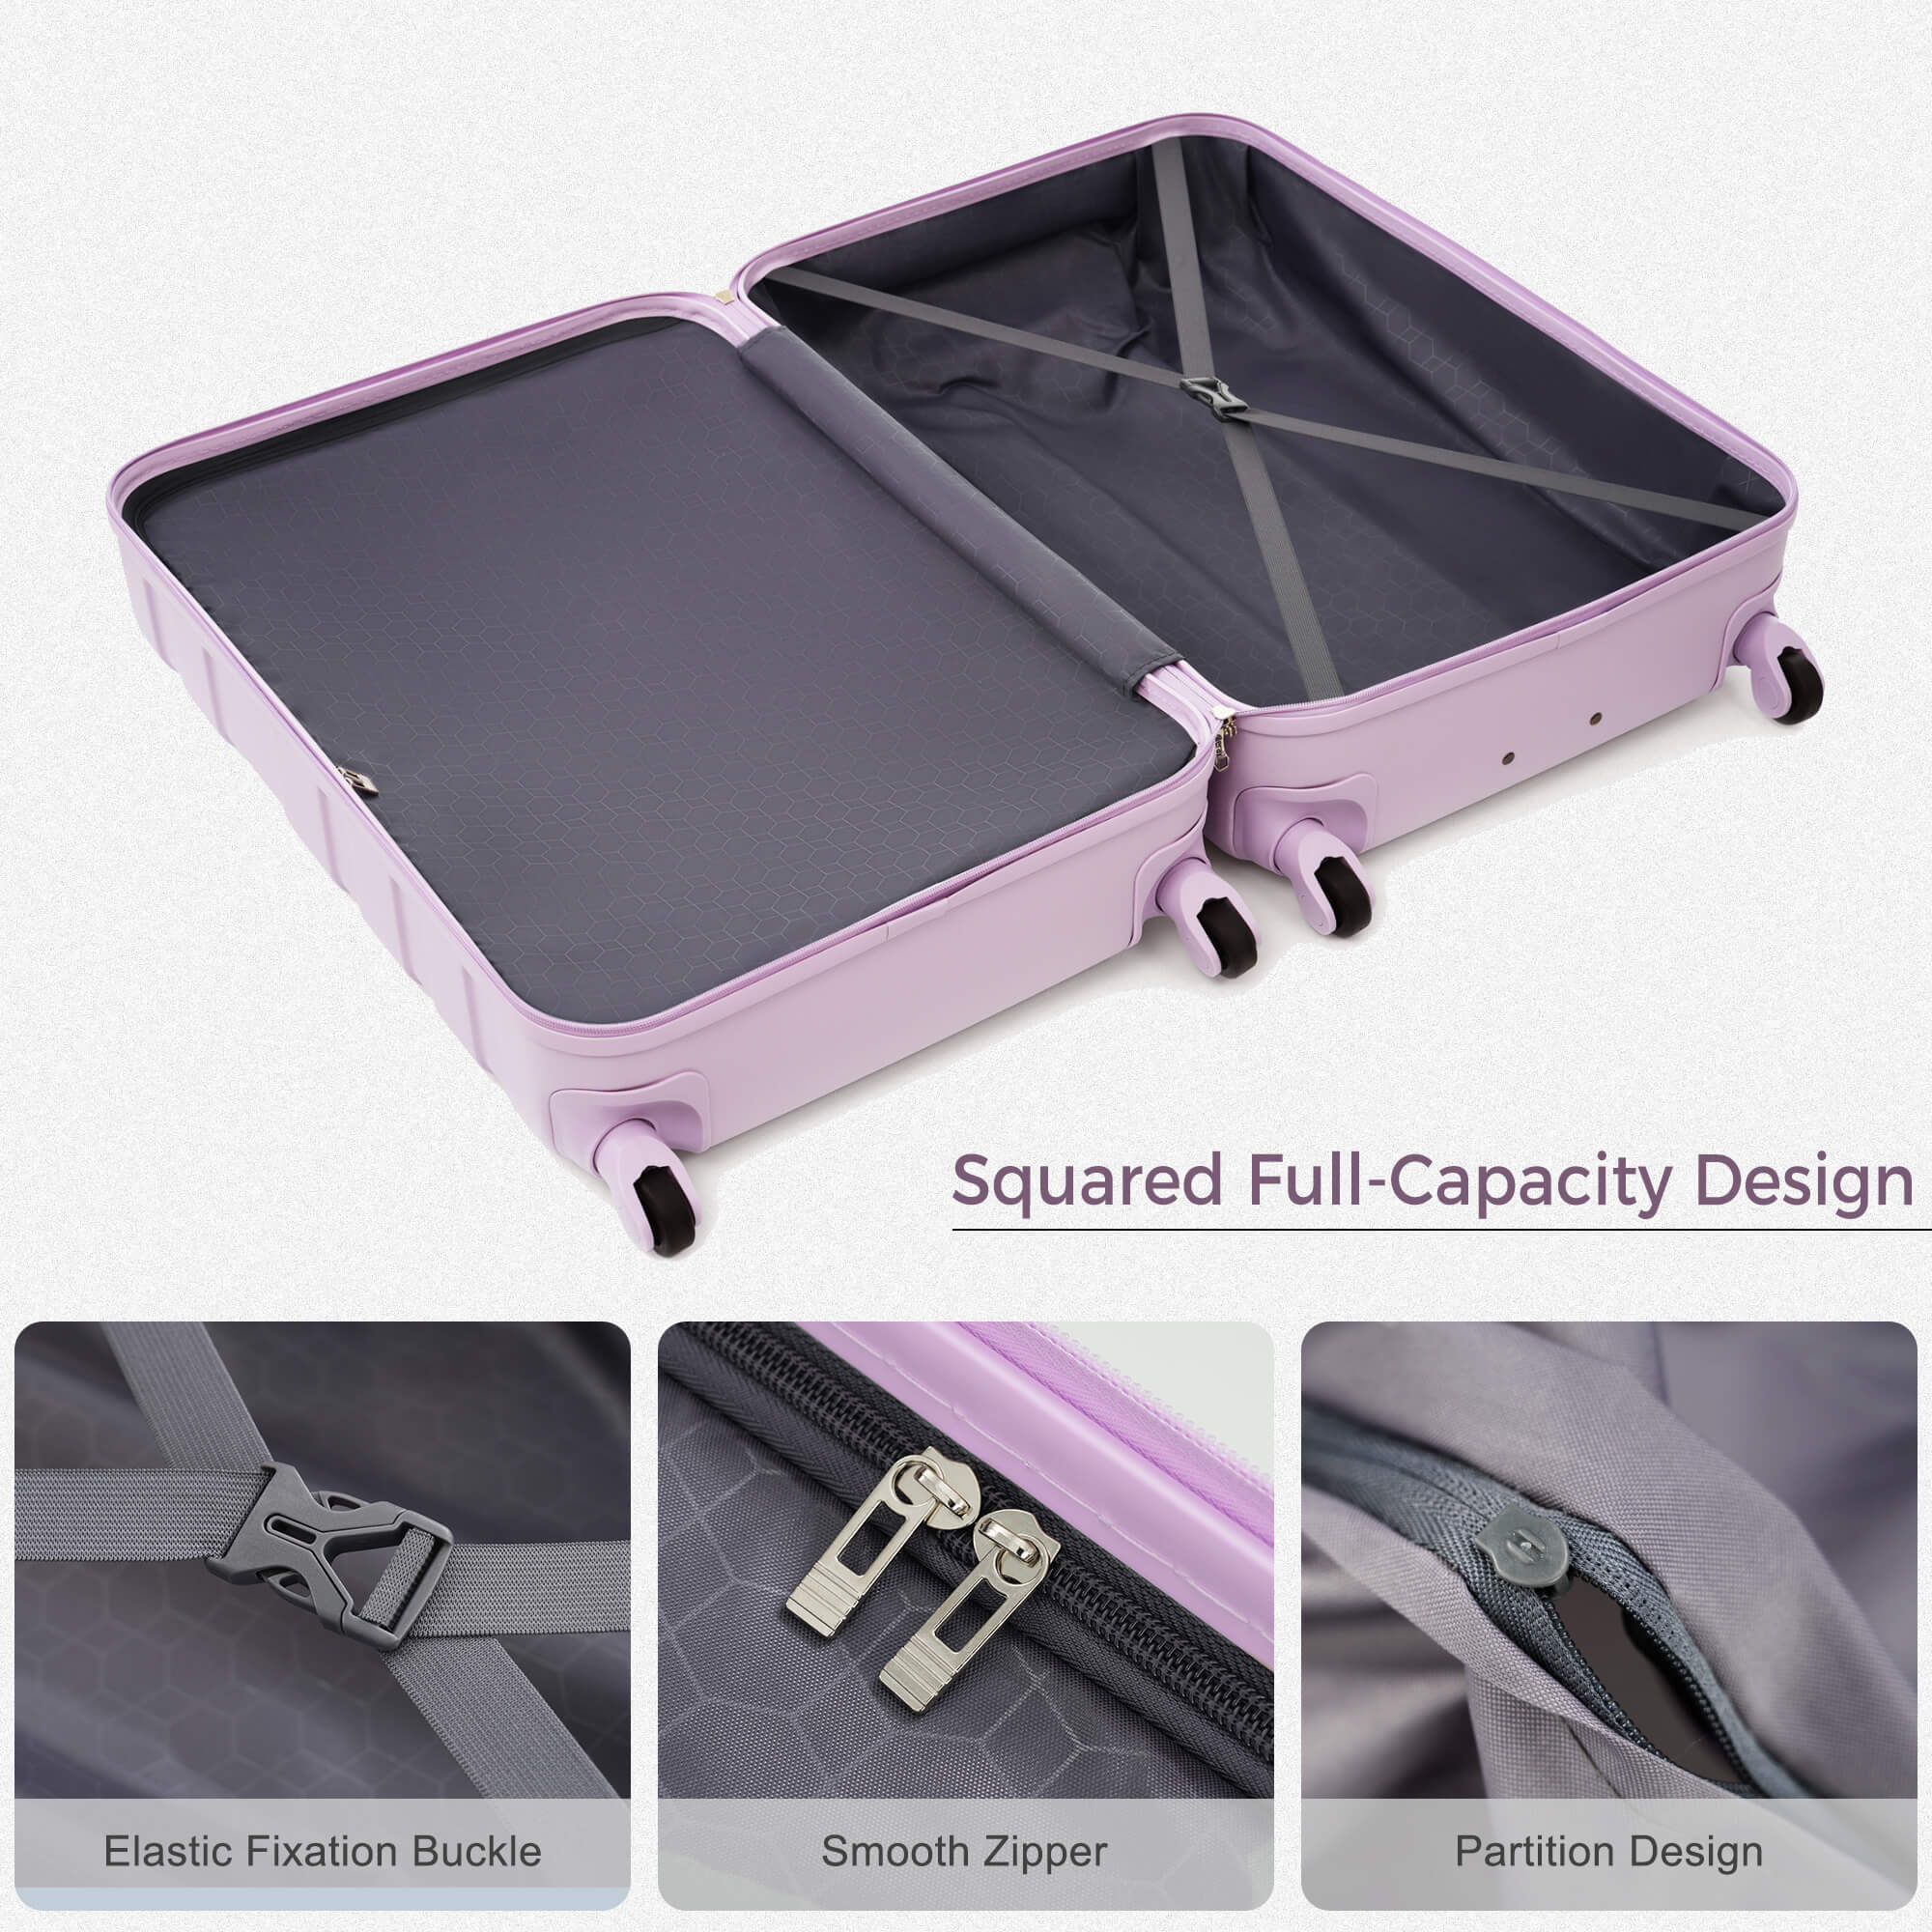 Squared Full-Capacity Design
Elastic Fixation Buckle
Smooth Zipper
Partition Design